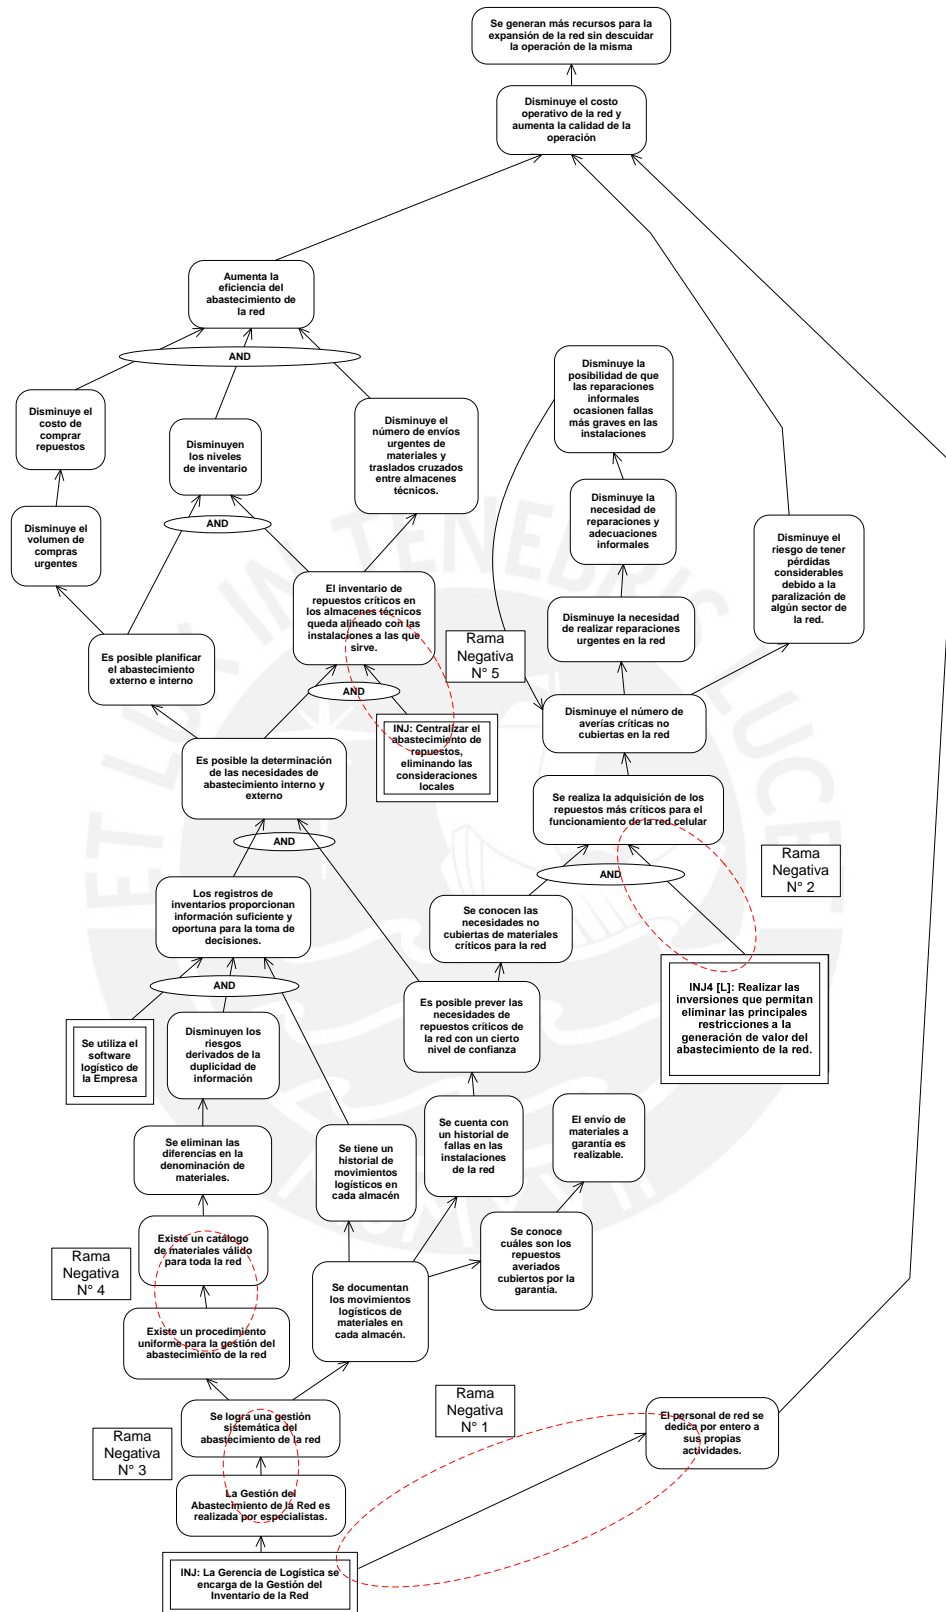 Se generan más recursos para la
expansión de la red sin descuidar
la operación de la misma
Disminuye el costo
operativo de la red y
aumenta la calidad de la
operación
Aumenta la
eficiencia del
abastecimiento de
la red
AND
Disminuye el
costo de
comprar
repuestos
Disminuyen
los niveles
de inventario
Disminuye el
número de envíos
urgentes de
materiales y
traslados cruzados
entre almacenes
técnicos.
Disminuye la
posibilidad de que
las reparaciones
informales
ocasionen fallas
más graves en las
instalaciones
Disminuye el
volumen de
compras
urgentes
AND
Disminuye la
necesidad de
reparaciones y
adecuaciones
informales
Disminuye el
riesgo de tener
pérdidas
considerables
debido a la
paralización de
algún sector de
la red.
El inventario de
repuestos críticos en
los almacenes técnicos
queda alineado con las
instalaciones a las que
sirve.
Disminuye la necesidad
de realizar reparaciones
urgentes en la red
Rama
Negativa
N° 5
Es posible planificar
el abastecimiento
externo e interno
AND
Disminuye el número de
averías críticas no
cubiertas en la red
INJ: Centralizar el
abastecimiento de
repuestos,
eliminando las
consideraciones
locales
Es posible la determinación
de las necesidades de
abastecimiento interno y
externo
Se realiza la adquisición de los
repuestos más críticos para el
funcionamiento de la red celular
AND
Rama
Negativa
N° 2
AND
Los registros de
inventarios proporcionan
información suficiente y
oportuna para la toma de
decisiones.
Se conocen las
necesidades no
cubiertas de materiales
críticos para la red
AND
Es posible prever las
necesidades de
repuestos críticos de
la red con un cierto
nivel de confianza
INJ4 [L]: Realizar las
inversiones que permitan
eliminar las principales
restricciones a la
generación de valor del
abastecimiento de la red.
Se utiliza el
software
logístico de
la Empresa
Disminuyen los
riesgos
derivados de la
duplicidad de
información
Se eliminan las
diferencias en la
denominación de
materiales.
Se tiene un
historial de
movimientos
logísticos en
cada almacén
Se cuenta con
un historial de
fallas en las
instalaciones
de la red
El envío de
materiales a
garantía es
realizable.
Existe un catálogo
de materiales válido
para toda la red
Se conoce
cuáles son los
repuestos
averiados
cubiertos por la
garantía.
Rama
Negativa
N° 4
Se documentan
los movimientos
logísticos de
materiales en
cada almacén.
Existe un procedimiento
uniforme para la gestión del
abastecimiento de la red
Rama
Negativa
N° 1
Se logra una gestión
sistemática del
abastecimiento de la red
El personal de red se
dedica por entero a
sus propias
actividades.
Rama
Negativa
N° 3
La Gestión del
Abastecimiento de la Red es
realizada por especialistas.
INJ: La Gerencia de Logística se
encarga de la Gestión del
Inventario de la Red
ET LUX IN TENEBRIS LUCET